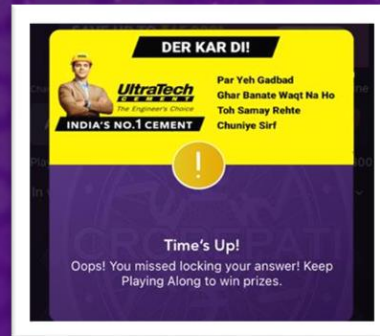 DER KAR DI!
UltraTech
CEMENT
The Engineer's Choice
INDIA'S NO.1 CEMENT
Par Yeh Gadbad
Ghar Banate Waqt Na Ho
Toh Samay Rehte
Chuniye Sirf
!
Time's Up!
Oops! You missed locking your answer! Keep
Playing Along to win prizes.